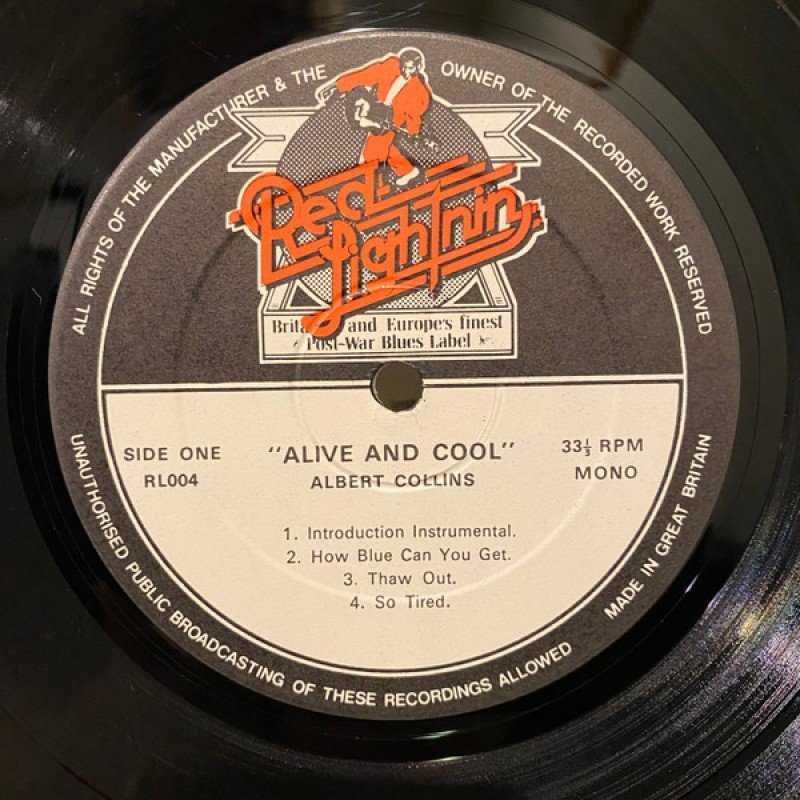 ALL RIGHTS OF THE MANUFACTURER & THE OWNER OF THE RECORDED WORK RESERVED
Red Lightnin'
and Europe's finest
Post-War Blues Label
SIDE ONE
RL004
"ALIVE AND COOL"
ALBERT COLLINS
33⅓ RPM
MONO
1. Introduction Instrumental.
2. How Blue Can You Get.
3. Thaw Out.
4. So Tired.
UNAUTHORISED PUBLIC BROADCASTING OF THESE RECORDINGS ALLOWED
MADE IN GREAT BRITAIN